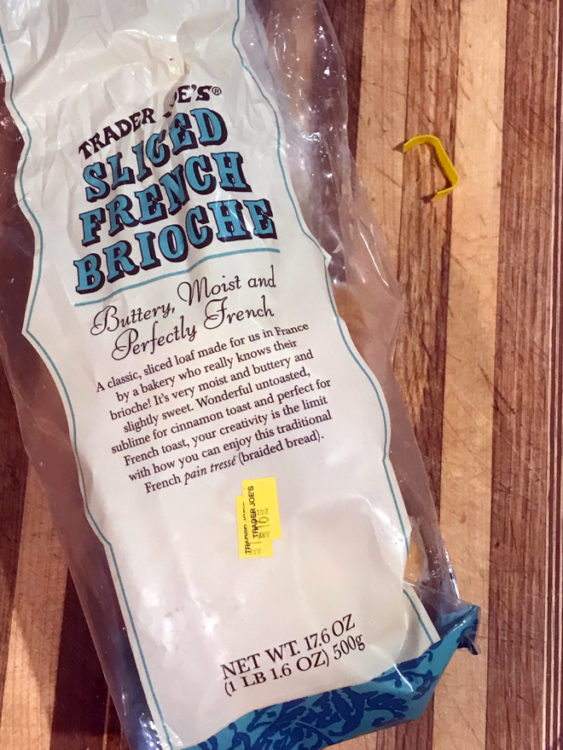 TRADER JOE'S®
SLICED
FRENCH
BRIOCHE
Buttery, Moist and
Perfectly French
A classic, sliced loaf made for us in France
by a bakery who really knows their
brioche! It's very moist and buttery and
slightly sweet. Wonderful untoasted,
sublime for cinnamon toast and perfect for
French toast, your creativity is the limit
with how you can enjoy this traditional
French pain tressé (braided bread).
TRADER JOE'S
NET WT. 17.6 OZ
(1 LB 1.6 OZ) 500g